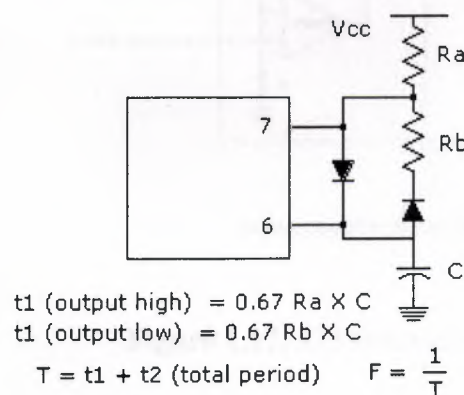 Vcc
Ra
7
Rb
6
C
t1 (output high) = 0.67 Ra X C
t1 (output low) = 0.67 Rb X C
T = t1 + t2 (total period) F = 1/T